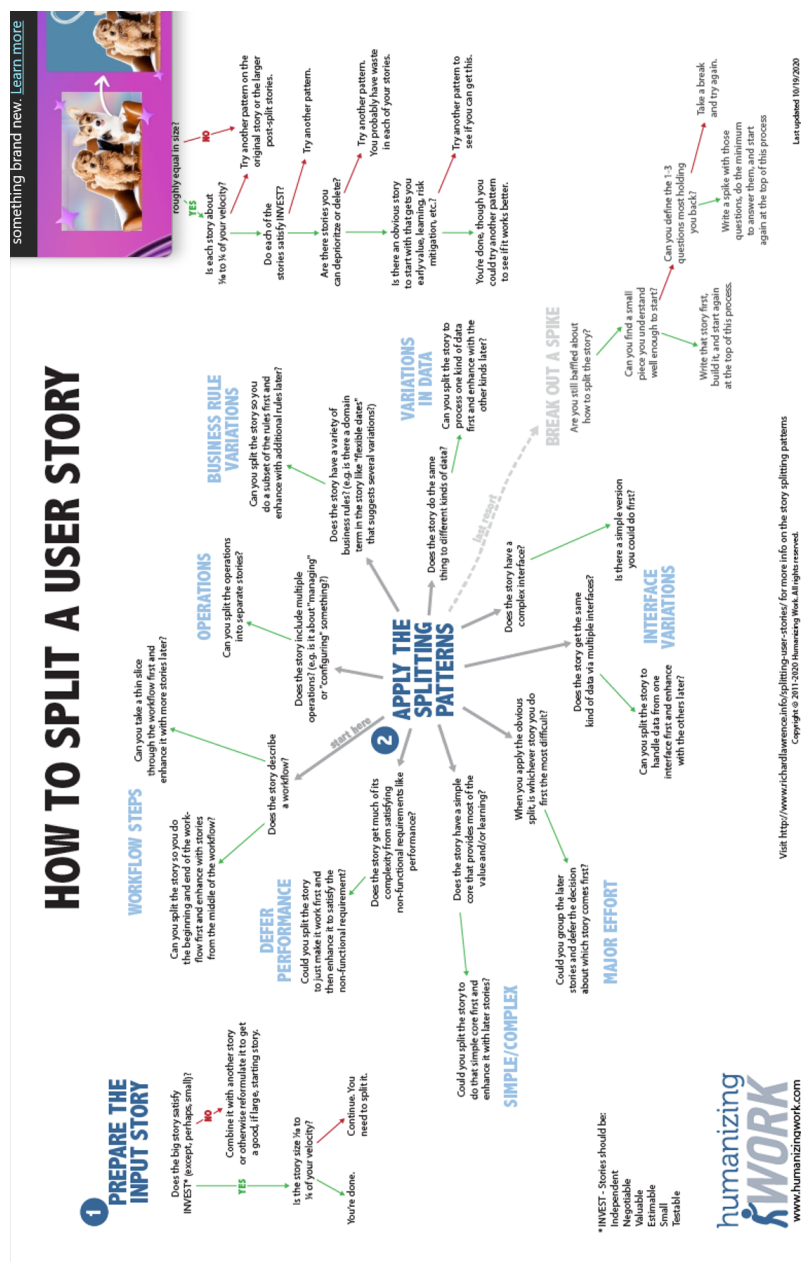 something brand new. Learn more
HOW TO SPLIT A USER STORY
1
PREPARE THE
INPUT STORY
Does the big story satisfy
INVEST* (except, perhaps, small)?
NO
Combine it with another story
or otherwise reformulate it to get
a good, if large, starting story.
YES
Is the story size 1/10 to
1/4 of your velocity?
You're done.
Continue. You
need to split it.
2
APPLY THE
SPLITTING
PATTERNS
start here
WORKFLOW STEPS
Does the story describe
a workflow?
Can you split the story so you do
the beginning and end of the work-
flow first and enhance with stories
from the middle of the workflow?
Can you take a thin slice
through the workflow first and
enhance it with more stories later?
OPERATIONS
Can you split the operations
into separate stories?
Does the story include multiple
operations? (e.g. is it about "managing"
or "configuring" something?)
BUSINESS RULE
VARIATIONS
Can you split the story so you
do a subset of the rules first and
enhance with additional rules later?
Does the story have a variety of
business rules? (e.g. is there a domain
term in the story like "flexible dates"
that suggests several variations?)
VARIATIONS
IN DATA
Can you split the story to
process one kind of data
first and enhance with the
other kinds later?
Does the story do the same
thing to different kinds of data?
DEFER
PERFORMANCE
Could you split the story
to just make it work first and
then enhance it to satisfy the
non-functional requirement?
Does the story get much of its
complexity from satisfying
non-functional requirements like
performance?
Does the story have a simple
core that provides most of the
value and/or learning?
Could you split the story to
do that simple core first and
enhance it with later stories?
SIMPLE/COMPLEX
When you apply the obvious
split, is whichever story you do
first the most difficult?
Could you group the later
stories and defer the decision
about which story comes first?
MAJOR EFFORT
Does the story get the same
kind of data via multiple interfaces?
Can you split the story to
handle data from one
interface first and enhance
with the others later?
Does the story have a
complex interface?
Is there a simple version
you could do first?
INTERFACE
VARIATIONS
last resort
BREAK OUT A SPIKE
Are you still baffled about
how to split the story?
Can you find a small
piece you understand
well enough to start?
Write that story first,
build it, and start again
at the top of this process.
Can you define the 1-3
questions most holding
you back?
Take a break
and try again.
Write a spike with those
questions, do the minimum
to answer them, and start
again at the top of this process
roughly equal in size?
YES
NO
Try another pattern on the
original story or the larger
post-split stories.
Is each story about
1/10 to 1/4 of your velocity?
Try another pattern.
Do each of the
stories satisfy INVEST?
Try another pattern.
You probably have waste
in each of your stories.
Are there stories you
can deprioritze or delete?
Try another pattern to
see if you can get this.
Is there an obvious story
to start with that gets you
early value, learning, risk
mitigation, etc.?
You're done, though you
could try another pattern
to see if it works better.
* INVEST - Stories should be:
Independent
Negotiable
Valuable
Estimable
Small
Testable
humanizing
WORK
www.humanizingwork.com
Visit http://www.richardlawrence.info/splitting-user-stories/ for more info on the story splitting patterns
Copyright © 2011-2020 Humanizing Work. All rights reserved.
Last updated 10/19/2020